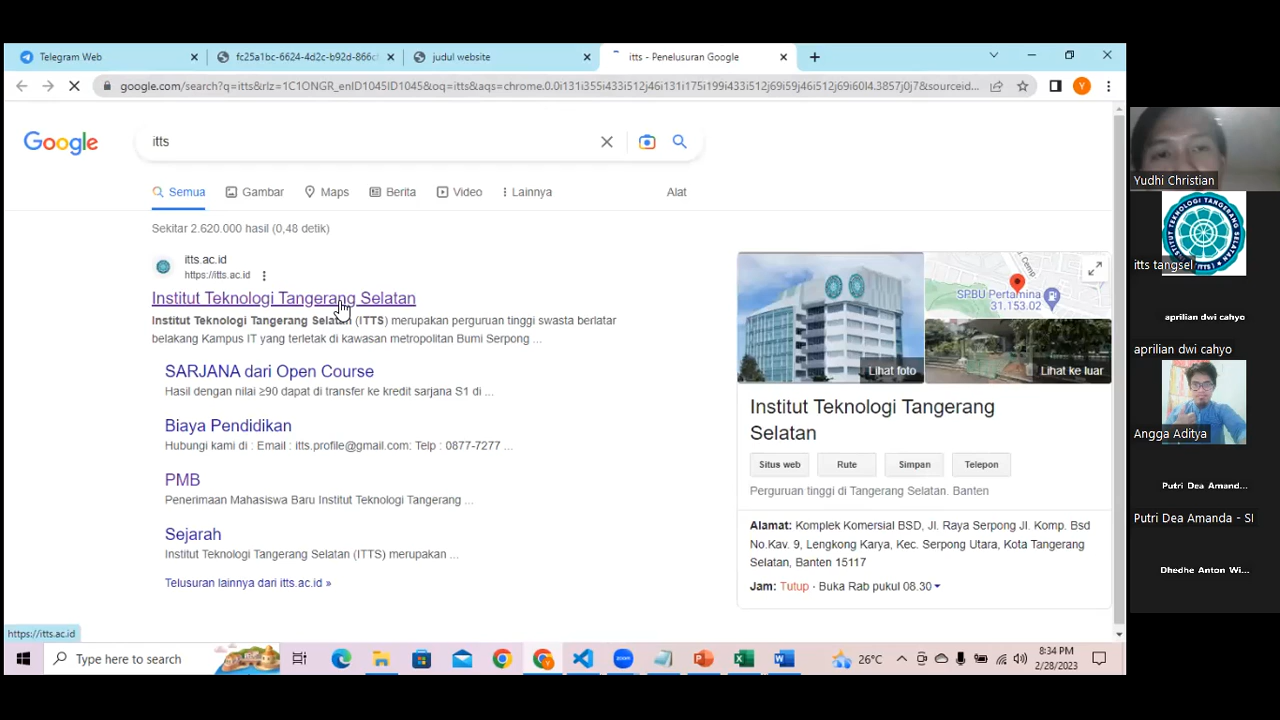 Telegram Web
fc25a1bc-6624-4d2c-b92d-866c
judul website
itts - Penelusuran Google
google.com/search?q=itts&rlz=1C1ONGR_enID1045ID1045&oq=itts&aqs=chrome.0.0i131i355i433i512j46i131i175i199i433i512j69i59j46i512j69i60l4.3857j0j7&sourceid...
Y
Google
itts
Semua
Gambar
Maps
Berita
Video
Lainnya
Alat
Sekitar 2.620.000 hasil (0,48 detik)
itts.ac.id
https://itts.ac.id
Institut Teknologi Tangerang Selatan
Institut Teknologi Tangerang Selatan (ITTS) merupakan perguruan tinggi swasta berlatar
belakang Kampus IT yang terletak di kawasan metropolitan Bumi Serpong ...
SARJANA dari Open Course
Hasil dengan nilai ≥90 dapat di transfer ke kredit sarjana S1 di ...
Biaya Pendidikan
Hubungi kami di : Email : itts.profile@gmail.com; Telp : 0877-7277 ...
PMB
Penerimaan Mahasiswa Baru Institut Teknologi Tangerang ...
Sejarah
Institut Teknologi Tangerang Selatan (ITTS) merupakan ...
Telusuran lainnya dari itts.ac.id »
SPBU Pertamina
31.153.02
Lihat foto
Lihat ke luar
Institut Teknologi Tangerang
Selatan
Situs web
Rute
Simpan
Telepon
Perguruan tinggi di Tangerang Selatan, Banten
Alamat: Komplek Komersial BSD, Jl. Raya Serpong Jl. Komp. Bsd
No.Kav. 9, Lengkong Karya, Kec. Serpong Utara, Kota Tangerang
Selatan, Banten 15117
Jam: Tutup · Buka Rab pukul 08.30
https://itts.ac.id
Type here to search
zoom
26°C
8:34 PM
2/28/2023
Yudhi Christian
INSTITUT TEKNOLOGI TANGERANG SELATAN
itts tangsel
aprilian dwi cahyo
aprilian dwi cahyo
Angga Aditya
Putri Dea Amand...
Putri Dea Amanda - SI
Dhedhe Anton Wi...